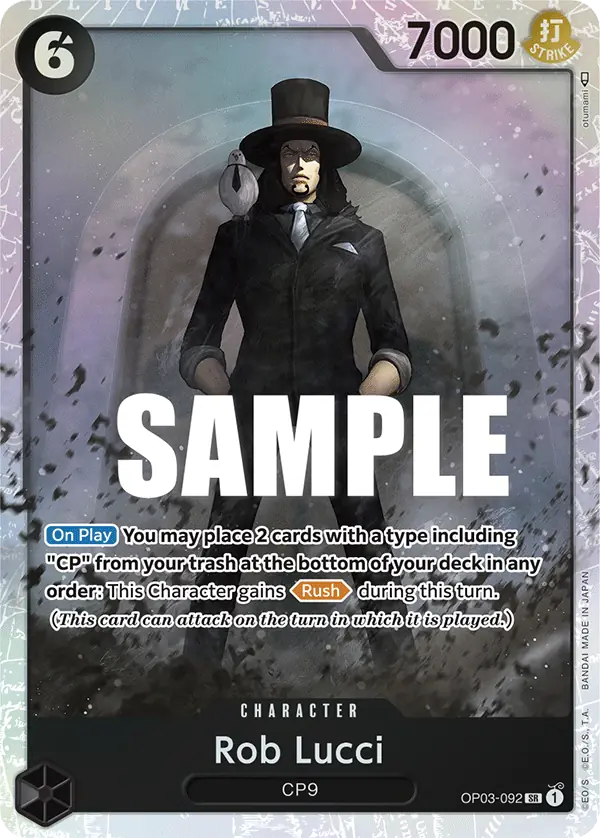 6
7000
打
STRIKE
otumami
SAMPLE
On Play You may place 2 cards with a type including
"CP" from your trash at the bottom of your deck in any
order: This Character gains Rush during this turn.
(This card can attack on the turn in which it is played.)
CHARACTER
Rob Lucci
CP9
OP03-092 SR 1
©EO/S ©E.O./S., T.A. BANDAI MADE IN JAPAN